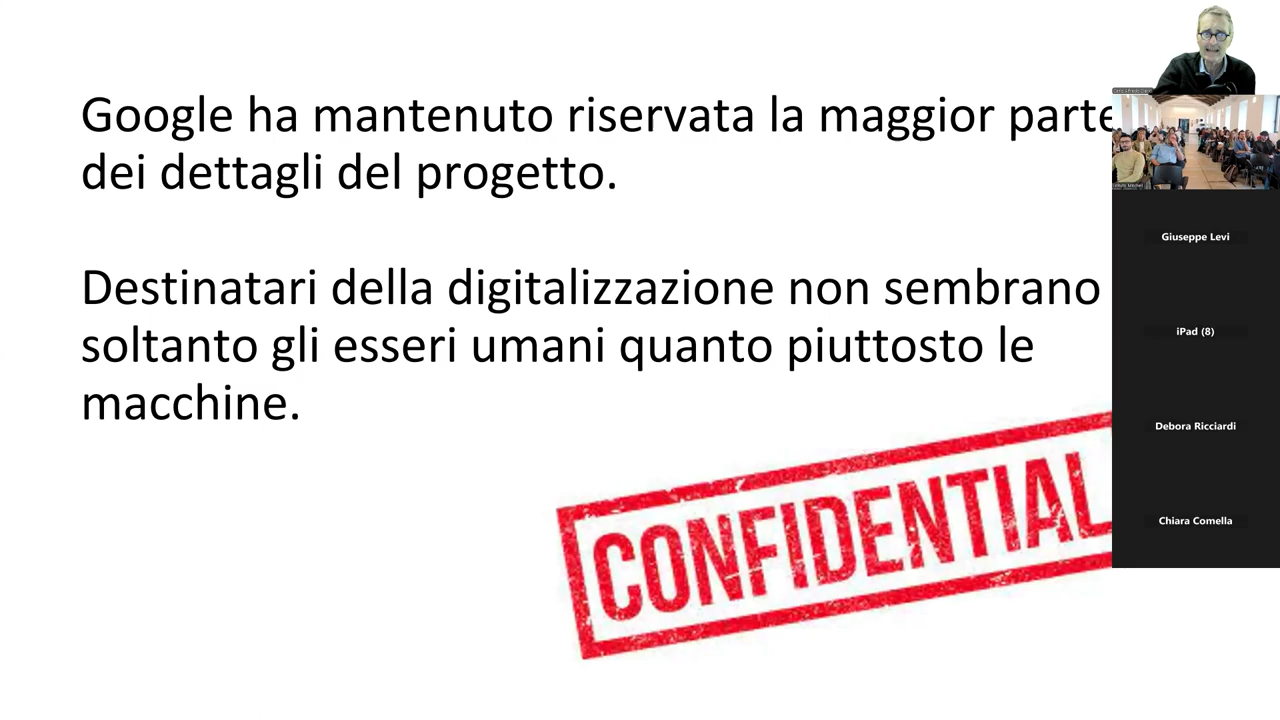 Google ha mantenuto riservata la maggior parte
dei dettagli del progetto.
Destinatari della digitalizzazione non sembrano
soltanto gli esseri umani quanto piuttosto le
macchine.
CONFIDENTIAL
Giuseppe Levi
iPad (8)
Debora Ricciardi
Chiara Comella